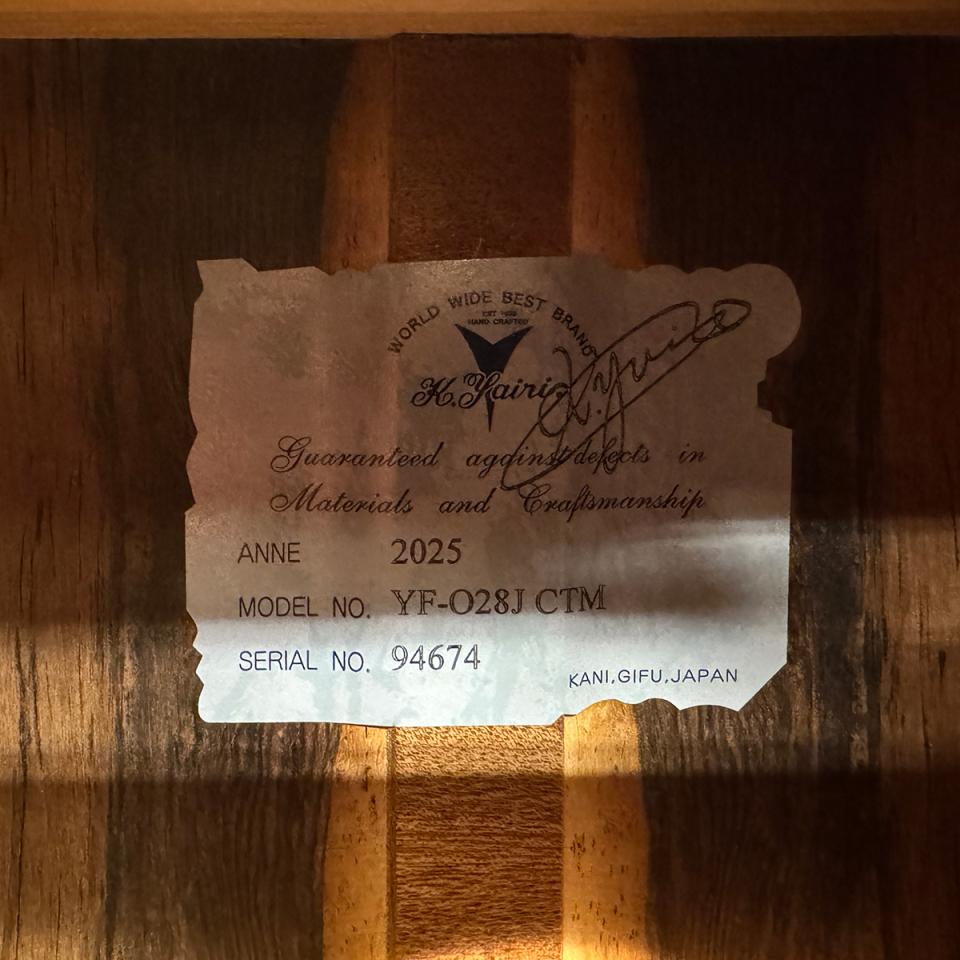 WORLD WIDE BEST BRAND
EST 1935
HAND CRAFTED
K.Yairi
K.Yairi
Guaranteed against defects in
Materials and Craftsmanship
ANNE 2025
MODEL NO. YF-O28J CTM
SERIAL NO. 94674
KANI,GIFU,JAPAN